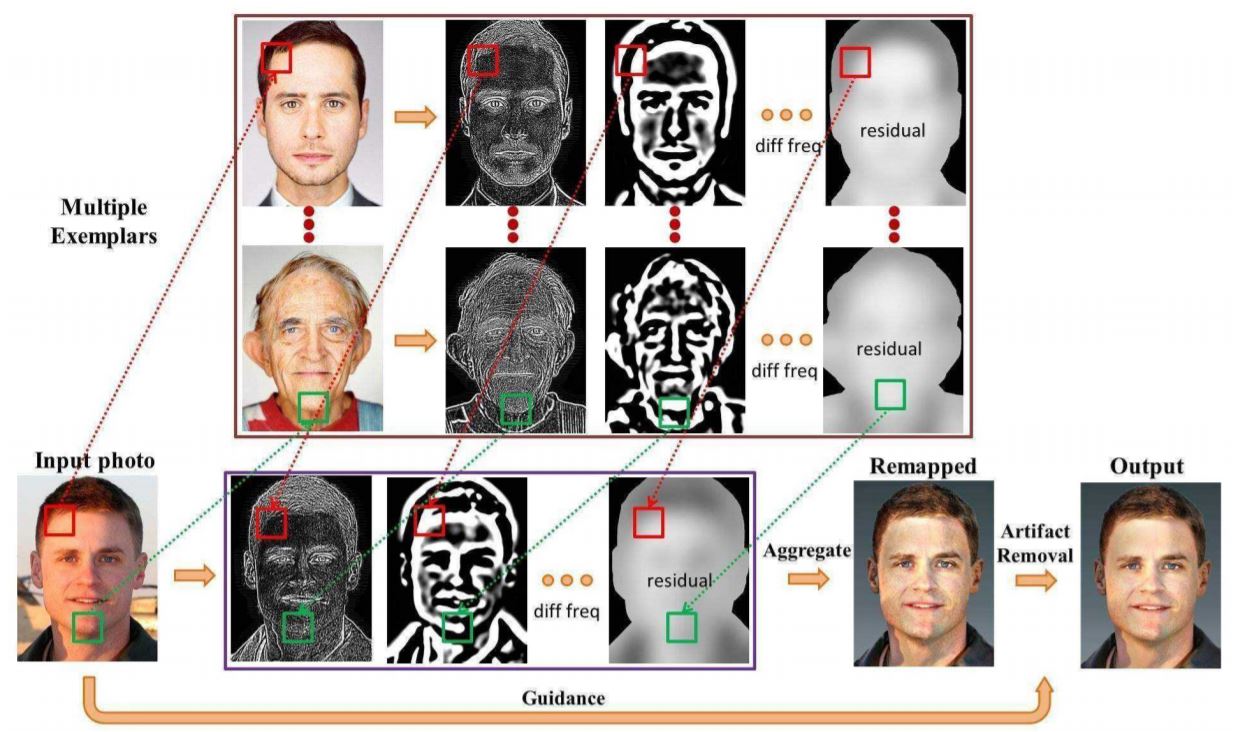 diff freq
residual
Multiple
Exemplars
diff freq
residual
Input photo
Remapped
Output
diff freq
residual
Aggregate
Artifact
Removal
Guidance